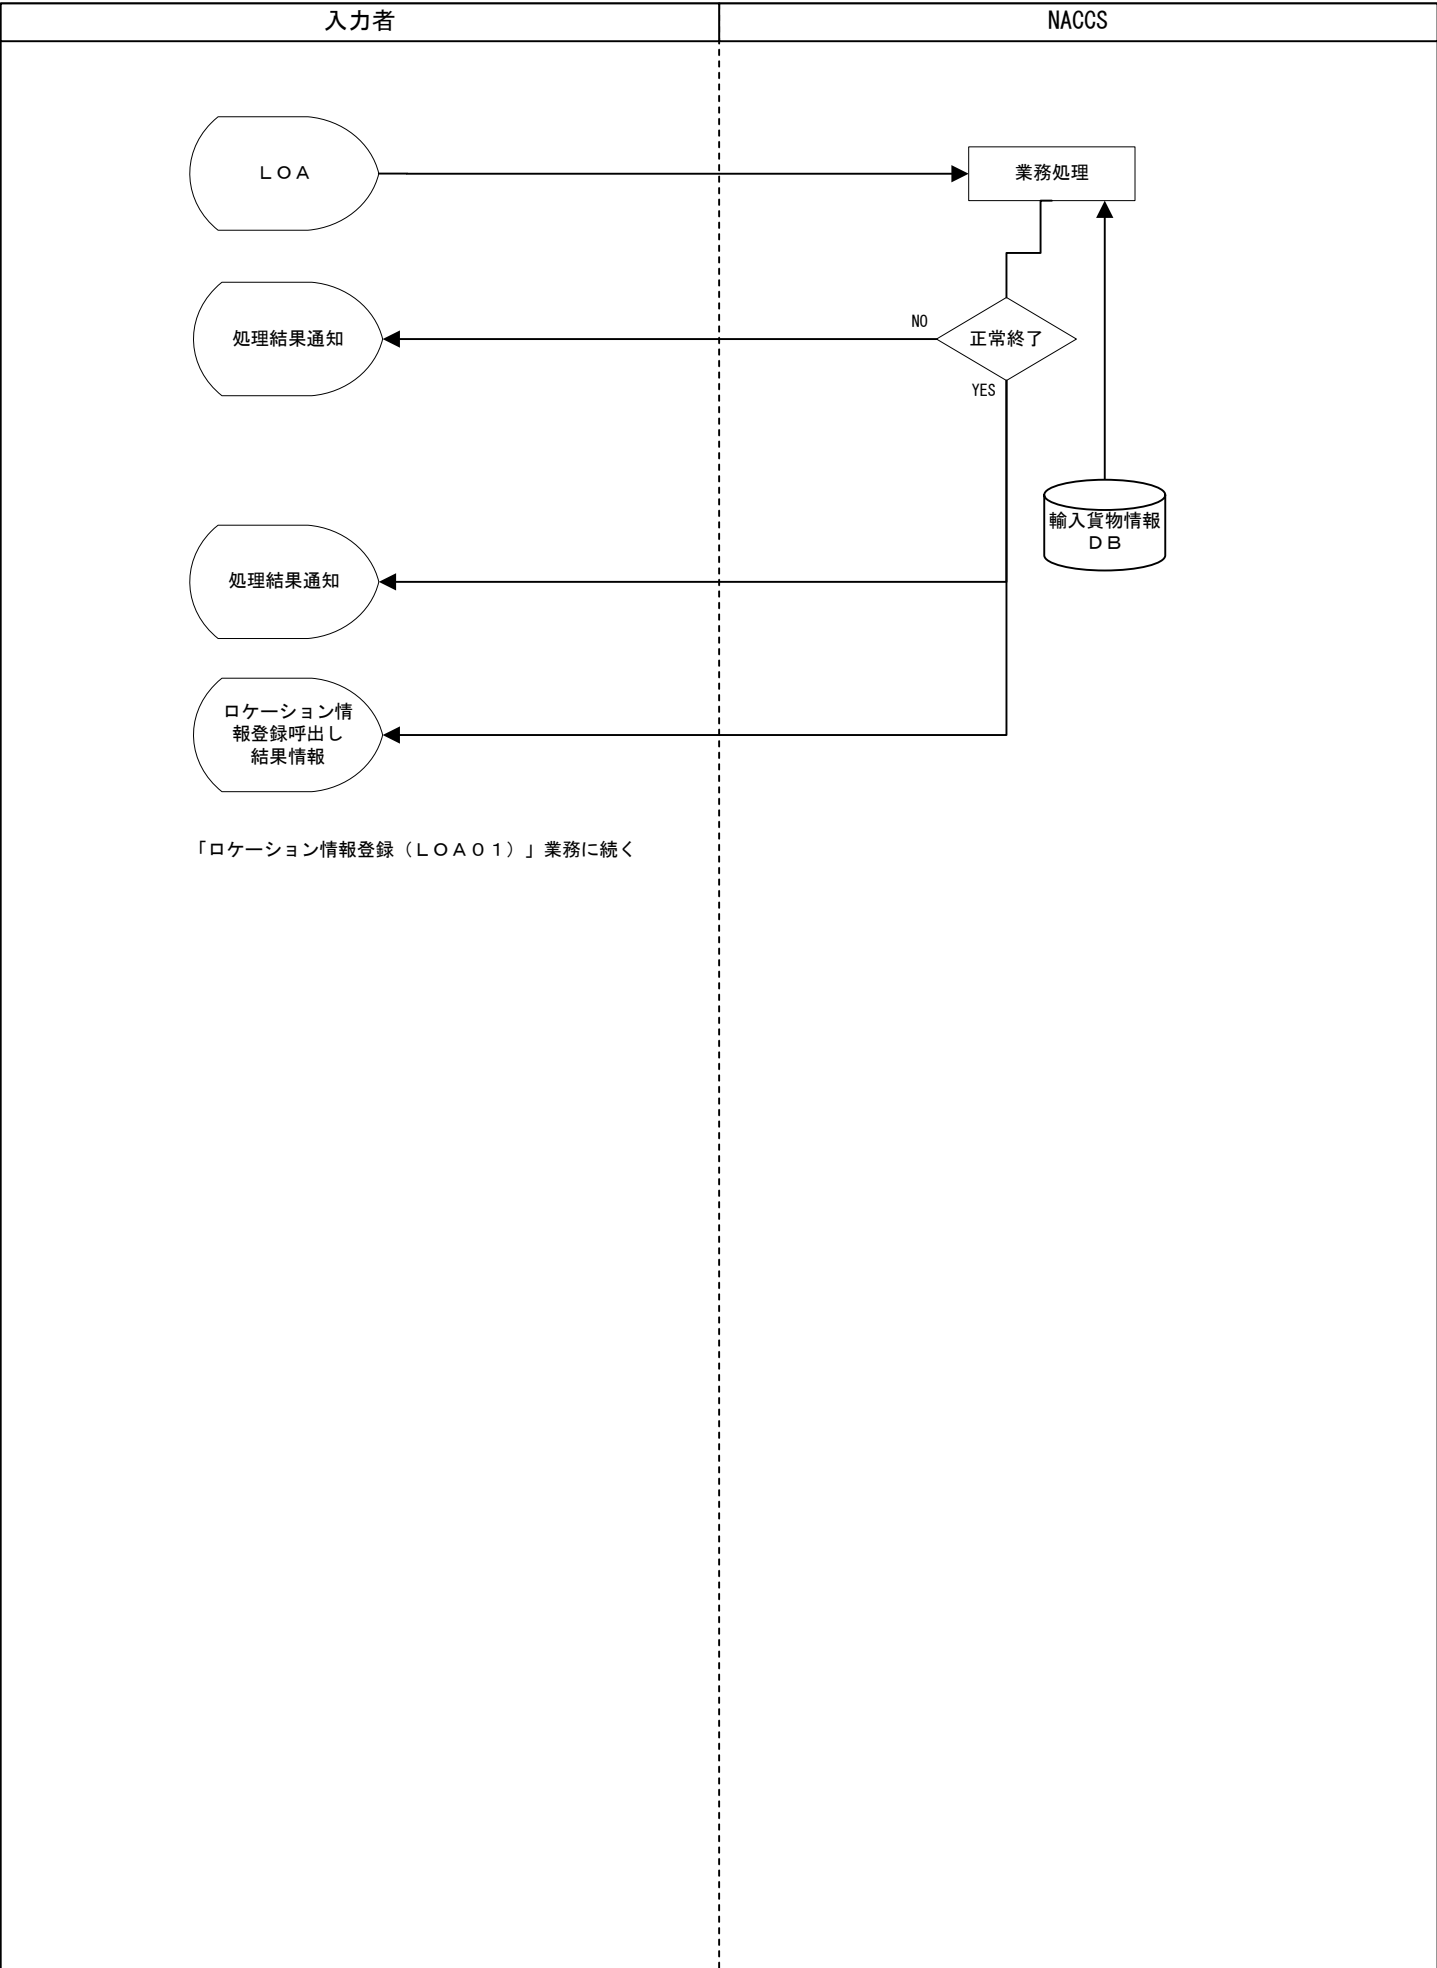 入力者
NACCS
ＬＯＡ
業務処理
処理結果通知
NO
正常終了
YES
輸入貨物情報
ＤＢ
処理結果通知
ロケーション情
報登録呼出し
結果情報
「ロケーション情報登録（ＬＯＡ０１）」業務に続く